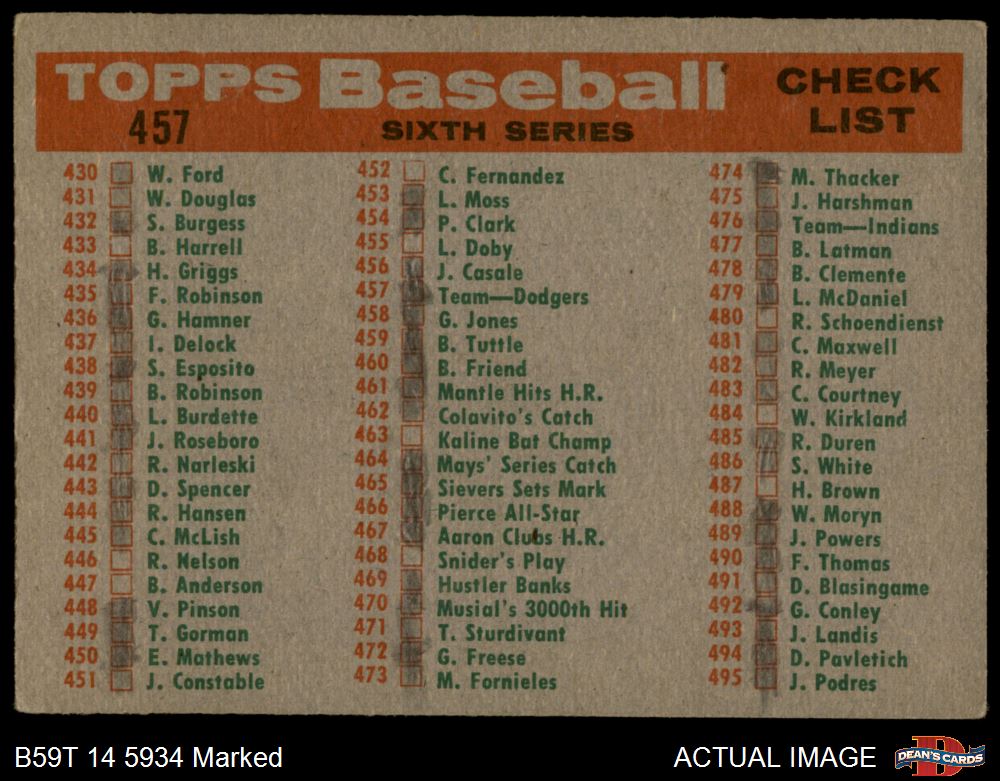 TOPPS Baseball CHECK LIST
457 SIXTH SERIES
430 W. Ford
431 W. Douglas
432 S. Burgess
433 B. Harrell
434 H. Griggs
435 F. Robinson
436 G. Hamner
437 I. Delock
438 S. Esposito
439 B. Robinson
440 L. Burdette
441 J. Roseboro
442 R. Narleski
443 D. Spencer
444 R. Hansen
445 C. McLish
446 R. Nelson
447 B. Anderson
448 V. Pinson
449 T. Gorman
450 E. Mathews
451 J. Constable
452 C. Fernandez
453 L. Moss
454 P. Clark
455 L. Doby
456 J. Casale
457 Team—Dodgers
458 G. Jones
459 B. Tuttle
460 B. Friend
461 Mantle Hits H.R.
462 Colavito's Catch
463 Kaline Bat Champ
464 Mays' Series Catch
465 Sievers Sets Mark
466 Pierce All-Star
467 Aaron Clubs H.R.
468 Snider's Play
469 Hustler Banks
470 Musial's 3000th Hit
471 T. Sturdivant
472 G. Freese
473 M. Fornieles
474 M. Thacker
475 J. Harshman
476 Team—Indians
477 B. Latman
478 B. Clemente
479 L. McDaniel
480 R. Schoendienst
481 C. Maxwell
482 R. Meyer
483 C. Courtney
484 W. Kirkland
485 R. Duren
486 S. White
487 H. Brown
488 W. Moryn
489 J. Powers
490 F. Thomas
491 D. Blasingame
492 G. Conley
493 J. Landis
494 D. Pavletich
495 J. Podres
B59T 14 5934 Marked
ACTUAL IMAGE
DEAN'S CARDS